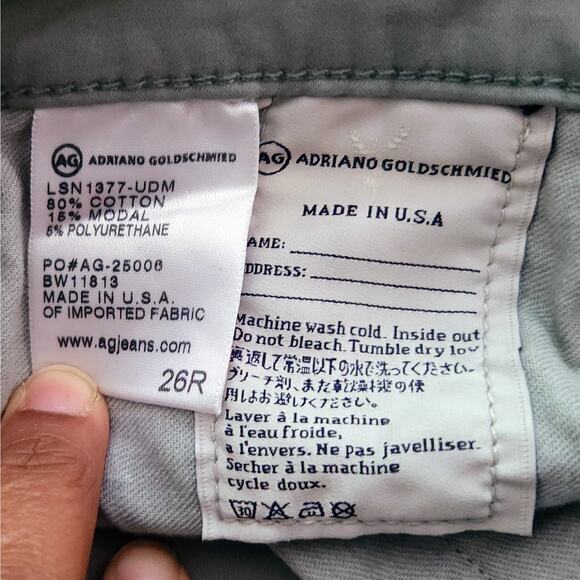 AG ADRIANO GOLDSCHMIED
LSN1377-UDM
80% COTTON
15% MODAL
5% POLYURETHANE
PO#AG-25006
BW11813
MADE IN U.S.A.
OF IMPORTED FABRIC
www.agjeans.com
26R
AG ADRIANO GOLDSCHMIED
MADE IN U.S.A
AME:
DDRESS:
Machine wash cold. Inside out
Do not bleach. Tumble dry low
裏返して常温以下の水で洗ってください。
ブリーチ剤、また乾燥機の使
用はお避けください。
Laver à la machine
à l'eau froide,
a l'envers. Ne pas javelliser.
Secher à la machine
cycle doux.
30